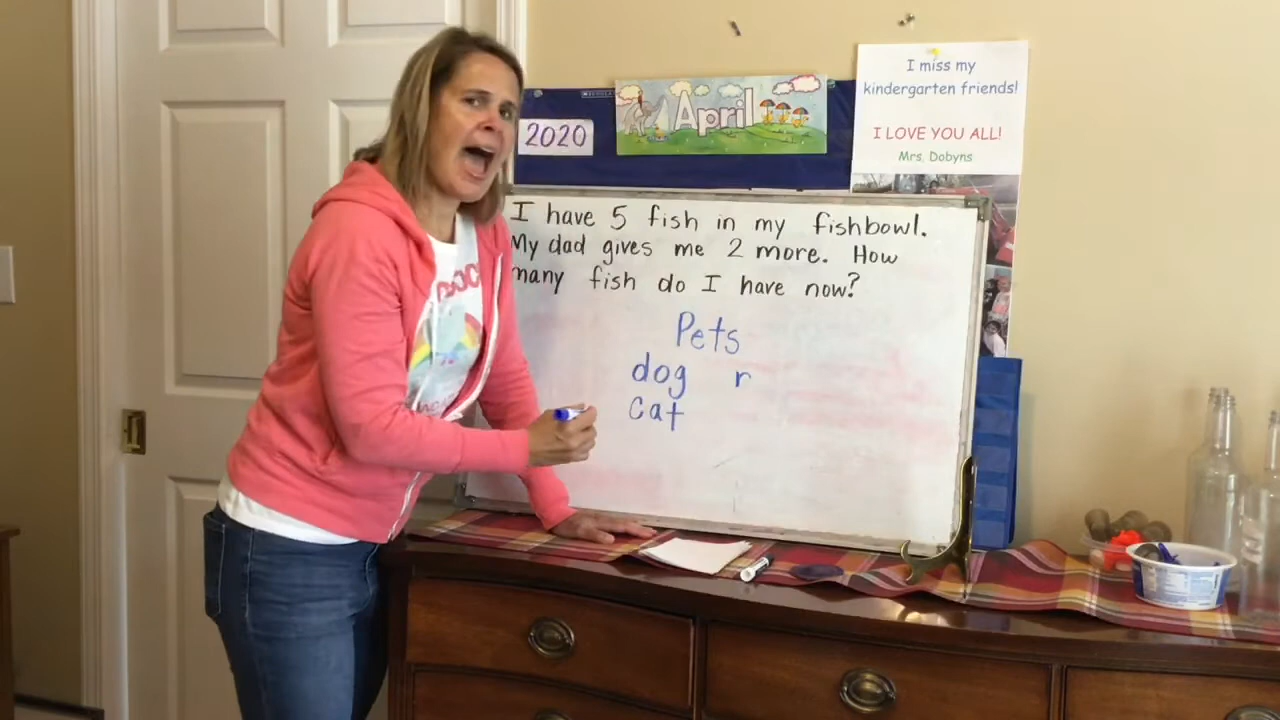 2020
April
I miss my
kindergarten friends!
I LOVE YOU ALL!
Mrs. Dobyns
I have 5 fish in my fishbowl.
My dad gives me 2 more. How
many fish do I have now?
Pets
dog r
cat